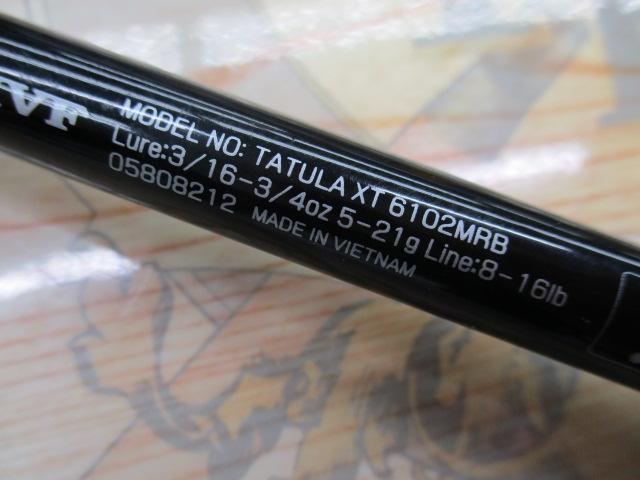 VF
MODEL NO: TATULA XT 6102MRB
Lure:3/16-3/4oz 5-21g Line:8-16lb
05808212 MADE IN VIETNAM